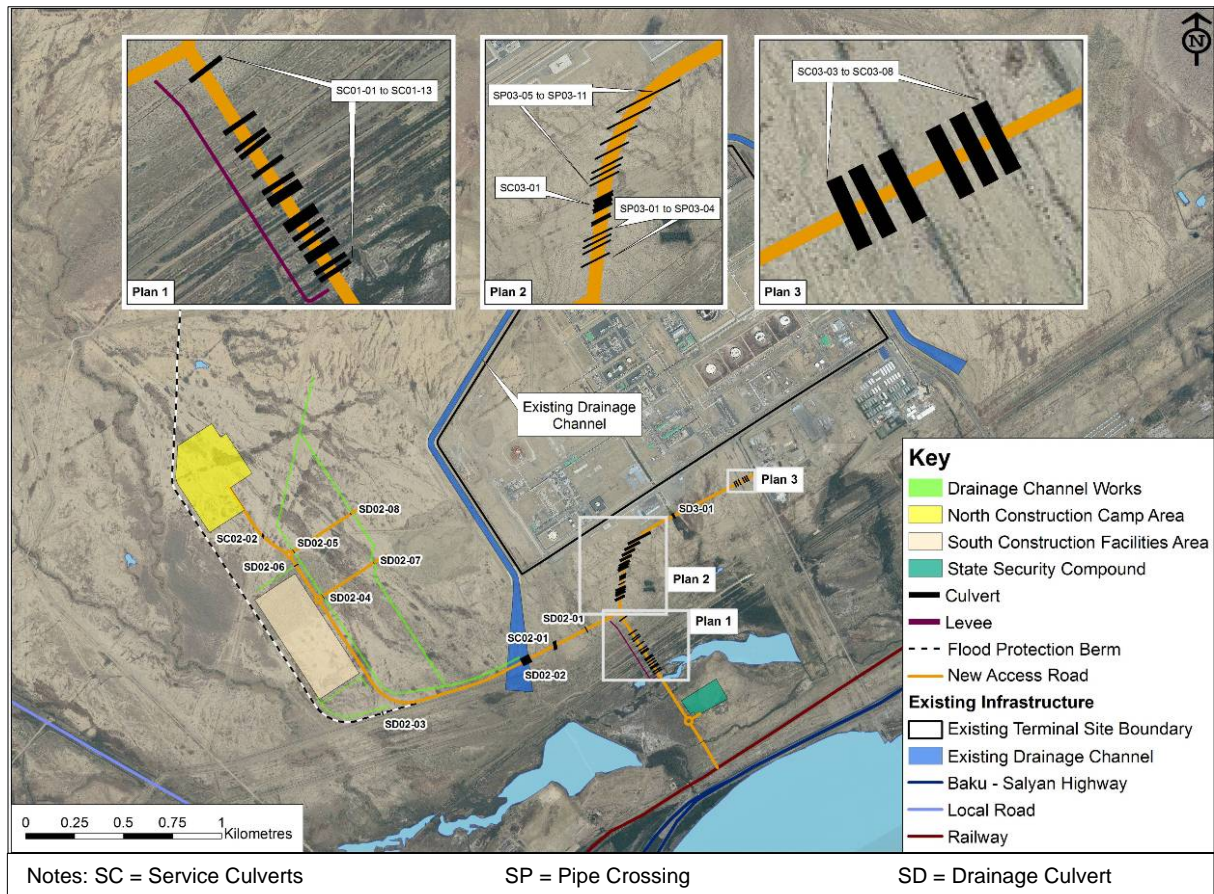 N
SC01-01 to SC01-13
Plan 1
SP03-05 to SP03-11
SC03-01
SP03-01 to SP03-04
Plan 2
SC03-03 to SC03-08
Plan 3
Existing Drainage
Channel
Plan 3
SD3-01
Plan 2
Plan 1
SD02-08
SC02-02
SD02-05
SD02-06
SD02-07
SD02-04
SD02-01
SC02-01
SD02-02
SD02-03
Key
Drainage Channel Works
North Construction Camp Area
South Construction Facilities Area
State Security Compound
Culvert
Levee
Flood Protection Berm
New Access Road
Existing Infrastructure
Existing Terminal Site Boundary
Existing Drainage Channel
Baku - Salyan Highway
Local Road
Railway
0 0.25 0.5 0.75 1
Kilometres
Notes: SC = Service Culverts SP = Pipe Crossing SD = Drainage Culvert